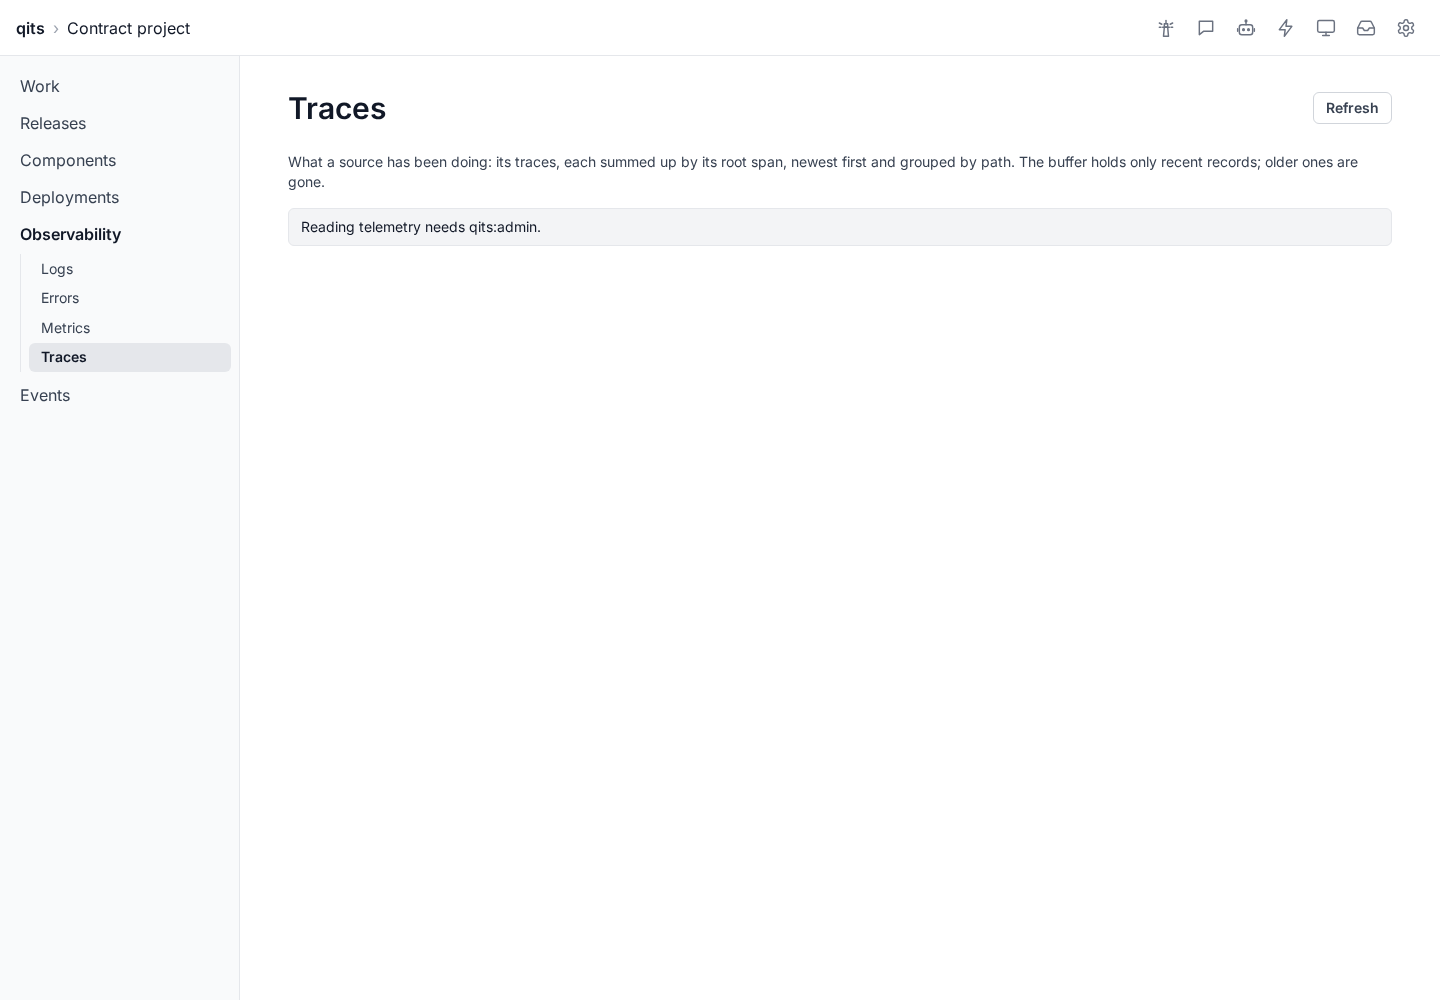 qits › Contract project
Work
Releases
Components
Deployments
Observability
Logs
Errors
Metrics
Traces
Events
Traces
Refresh
What a source has been doing: its traces, each summed up by its root span, newest first and grouped by path. The buffer holds only recent records; older ones are
gone.
Reading telemetry needs qits:admin.